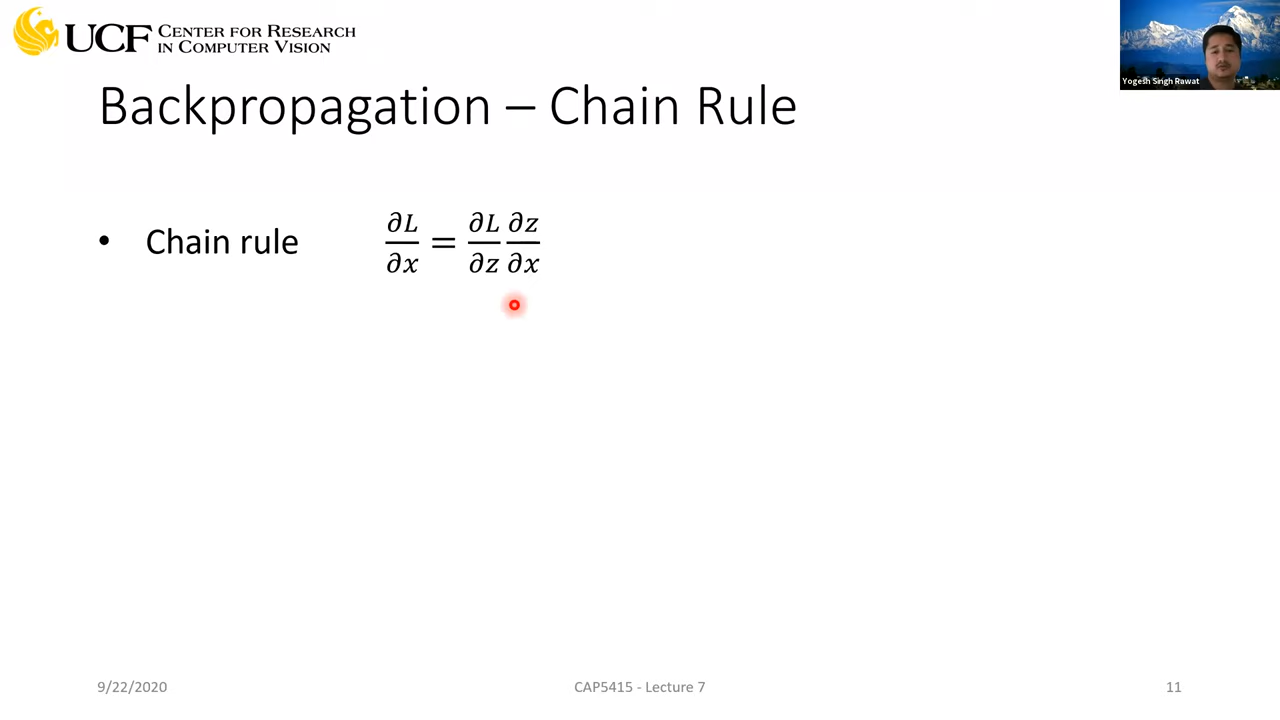 UCF CENTER FOR RESEARCH
IN COMPUTER VISION
Yogesh Singh Rawat
Backpropagation – Chain Rule
• Chain rule ∂L/∂x = ∂L/∂z ∂z/∂x
9/22/2020
CAP5415 - Lecture 7
11